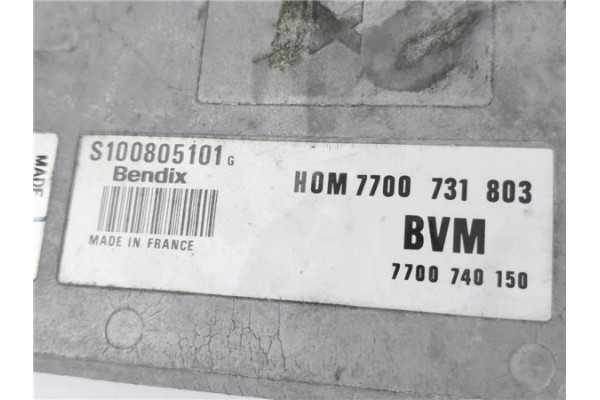 S100805101 G
Bendix
MADE IN FRANCE
HOM 7700 731 803
BVM
7700 740 150
MADE